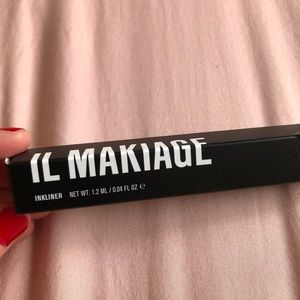 IL MAKIAGE
INKLINER NET WT. 1.2 ML / 0.04 FL OZ ℮